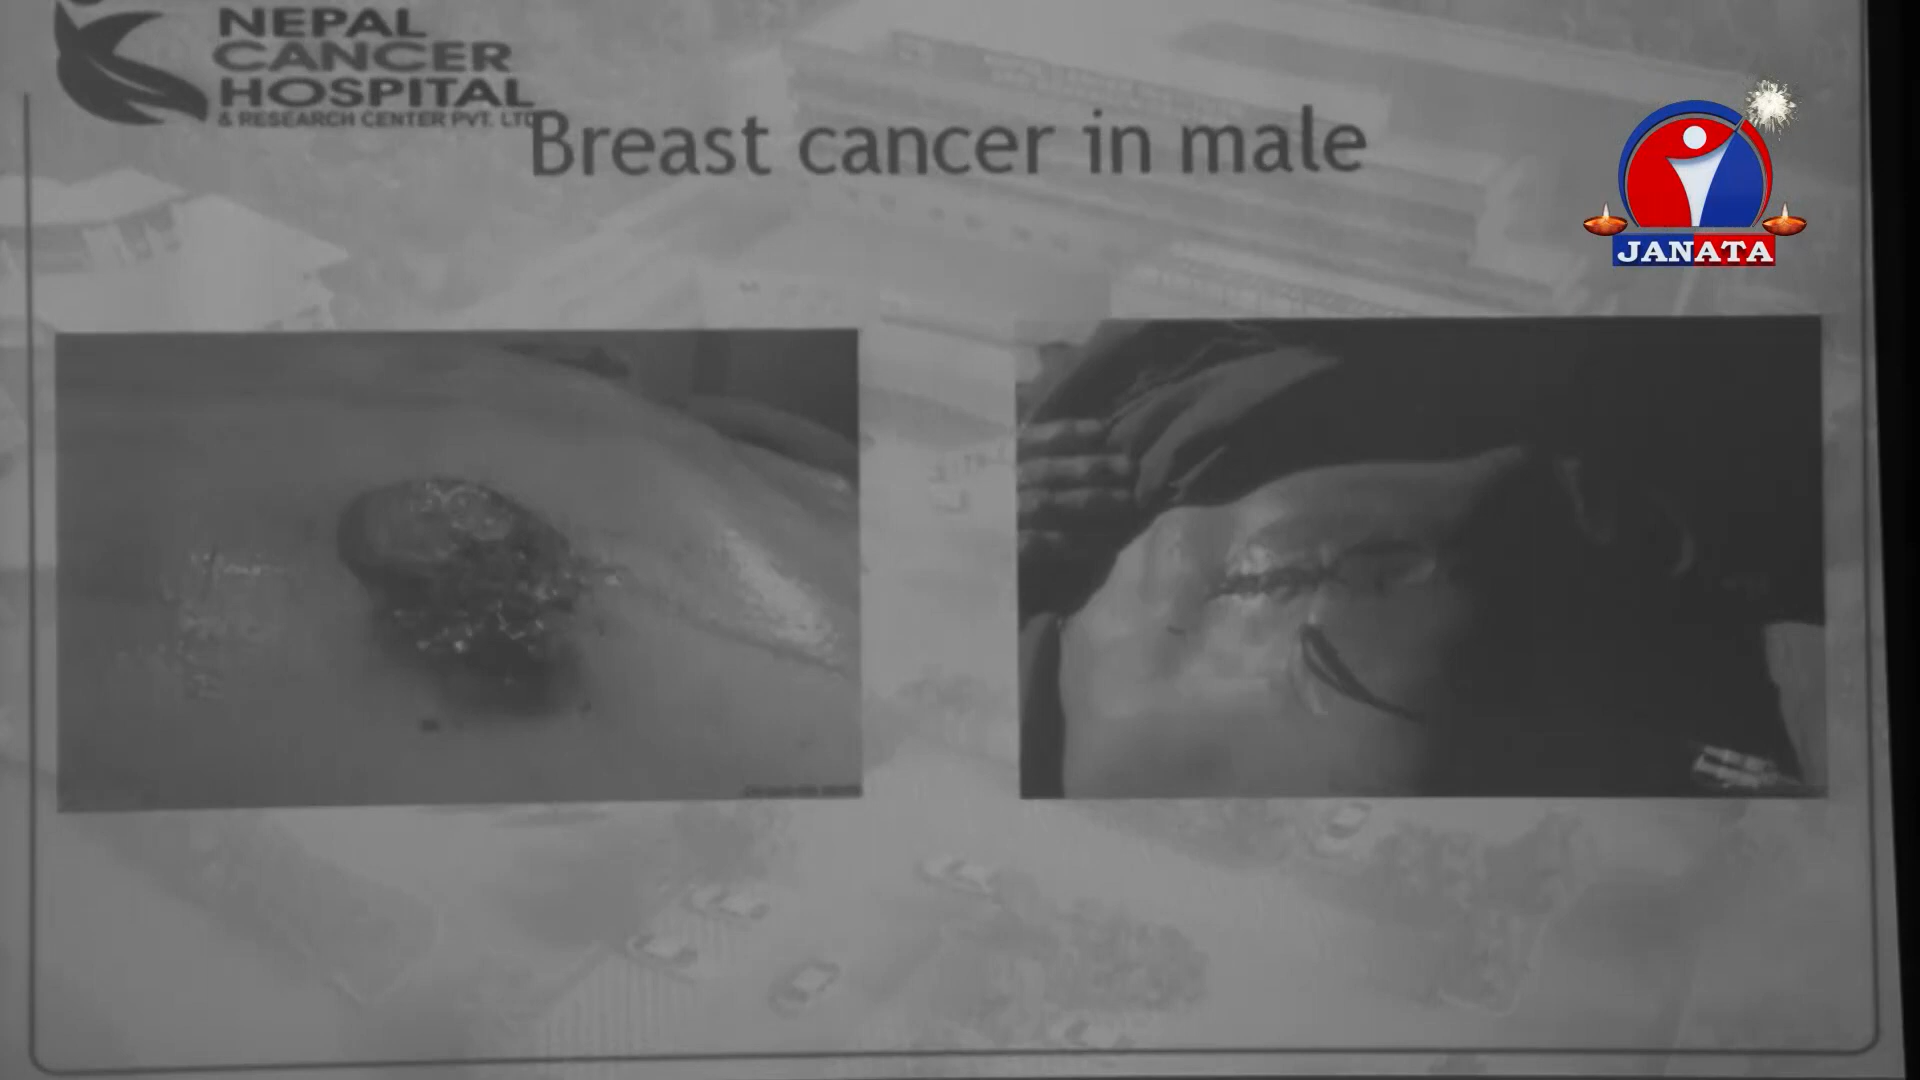 NEPAL
CANCER
HOSPITAL
& RESEARCH CENTER PVT. LTD
Breast cancer in male
JANATA